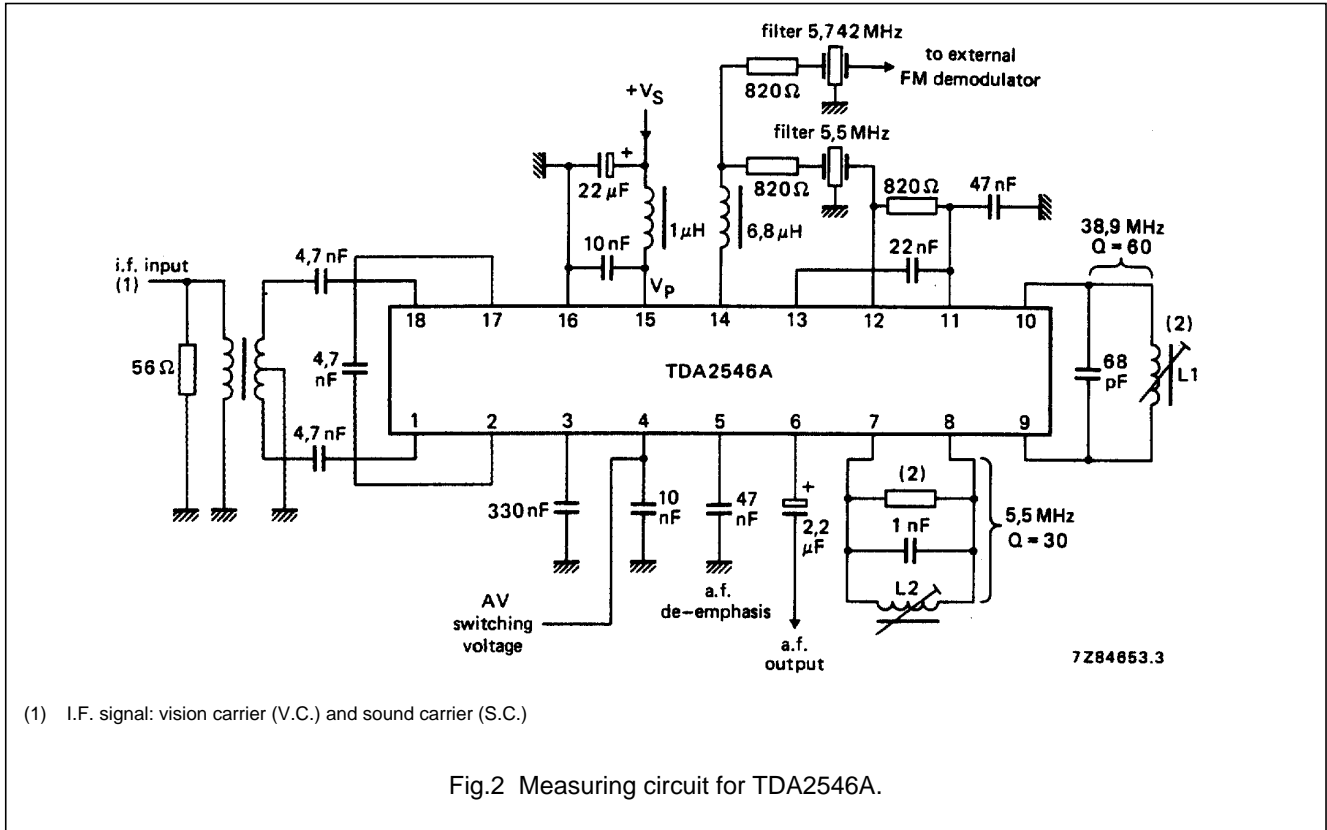 filter 5,742 MHz
to external
FM demodulator
820Ω
+VS
filter 5,5 MHz
22 μF
+
820Ω
820Ω
47 nF
1 μH
6,8 μH
10 nF
22 nF
38,9 MHz
Q = 60
i.f. input
(1)
4,7 nF
VP
18
17
16
15
14
13
12
11
10
(2)
56Ω
4,7
nF
TDA2546A
68
pF
L1
4,7 nF
1
2
3
4
5
6
7
8
9
330 nF
10
nF
47
nF
+
2,2
μF
(2)
1 nF
5,5 MHz
Q = 30
L2
AV
switching
voltage
a.f.
de-emphasis
a.f.
output
7Z84653.3
(1) I.F. signal: vision carrier (V.C.) and sound carrier (S.C.)
Fig.2 Measuring circuit for TDA2546A.